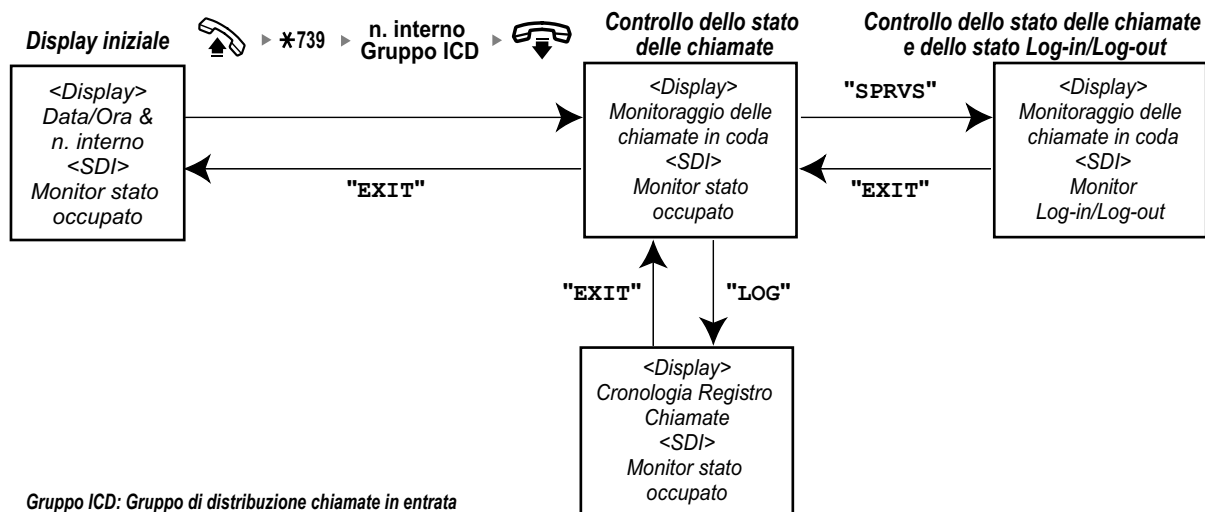 Display iniziale
✳739
n. interno
Gruppo ICD
Controllo dello stato
delle chiamate
Controllo dello stato delle chiamate
e dello stato Log-in/Log-out
<Display>
Data/Ora &
n. interno
<SDI>
Monitor stato
occupato
"EXIT"
<Display>
Monitoraggio delle
chiamate in coda
<SDI>
Monitor stato
occupato
"SPRVS"
"EXIT"
<Display>
Monitoraggio delle
chiamate in coda
<SDI>
Monitor
Log-in/Log-out
"EXIT"
"LOG"
<Display>
Cronologia Registro
Chiamate
<SDI>
Monitor stato
occupato
Gruppo ICD: Gruppo di distribuzione chiamate in entrata